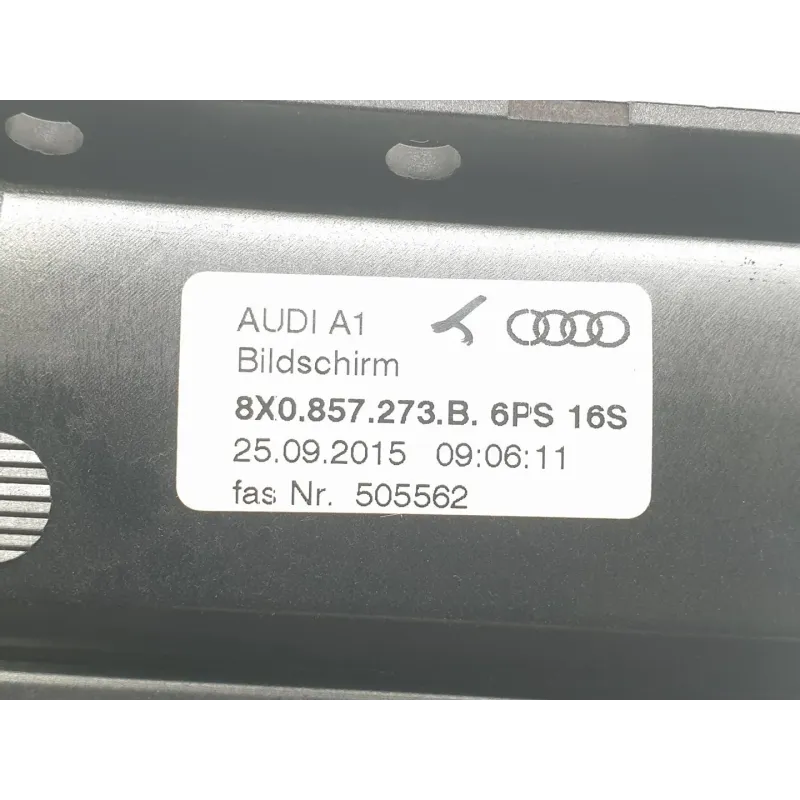 AUDI A1
Bildschirm
8X0.857.273.B. 6PS 16S
25.09.2015 09:06:11
fas Nr. 505562